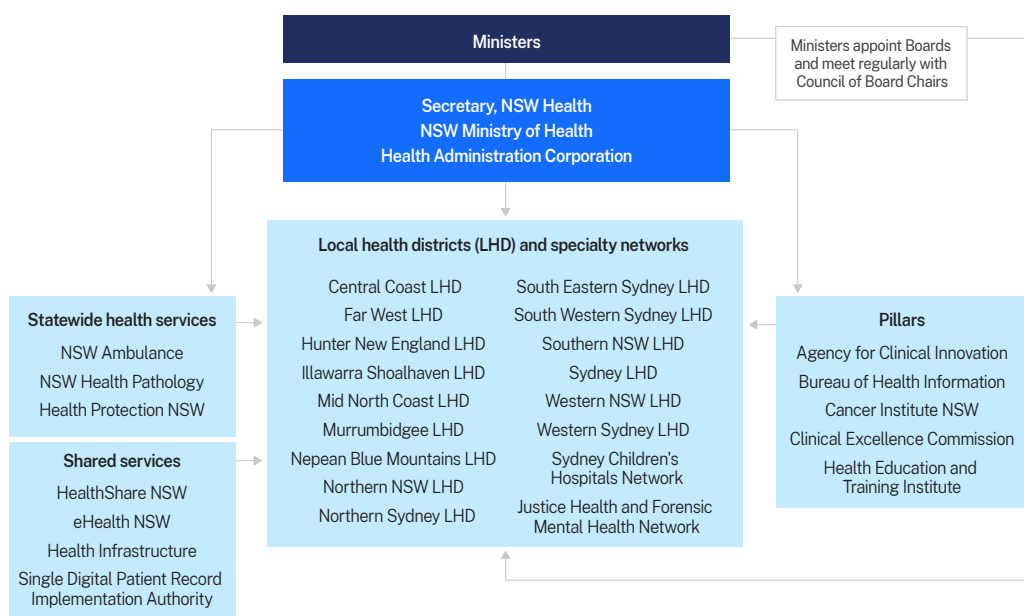 Ministers
Ministers appoint Boards
and meet regularly with
Council of Board Chairs
Secretary, NSW Health
NSW Ministry of Health
Health Administration Corporation
Local health districts (LHD) and specialty networks
Central Coast LHD
Far West LHD
Hunter New England LHD
Illawarra Shoalhaven LHD
Mid North Coast LHD
Murrumbidgee LHD
Nepean Blue Mountains LHD
Northern NSW LHD
Northern Sydney LHD
South Eastern Sydney LHD
South Western Sydney LHD
Southern NSW LHD
Sydney LHD
Western NSW LHD
Western Sydney LHD
Sydney Children's
Hospitals Network
Justice Health and Forensic
Mental Health Network
Statewide health services
NSW Ambulance
NSW Health Pathology
Health Protection NSW
Shared services
HealthShare NSW
eHealth NSW
Health Infrastructure
Single Digital Patient Record
Implementation Authority
Pillars
Agency for Clinical Innovation
Bureau of Health Information
Cancer Institute NSW
Clinical Excellence Commission
Health Education and
Training Institute